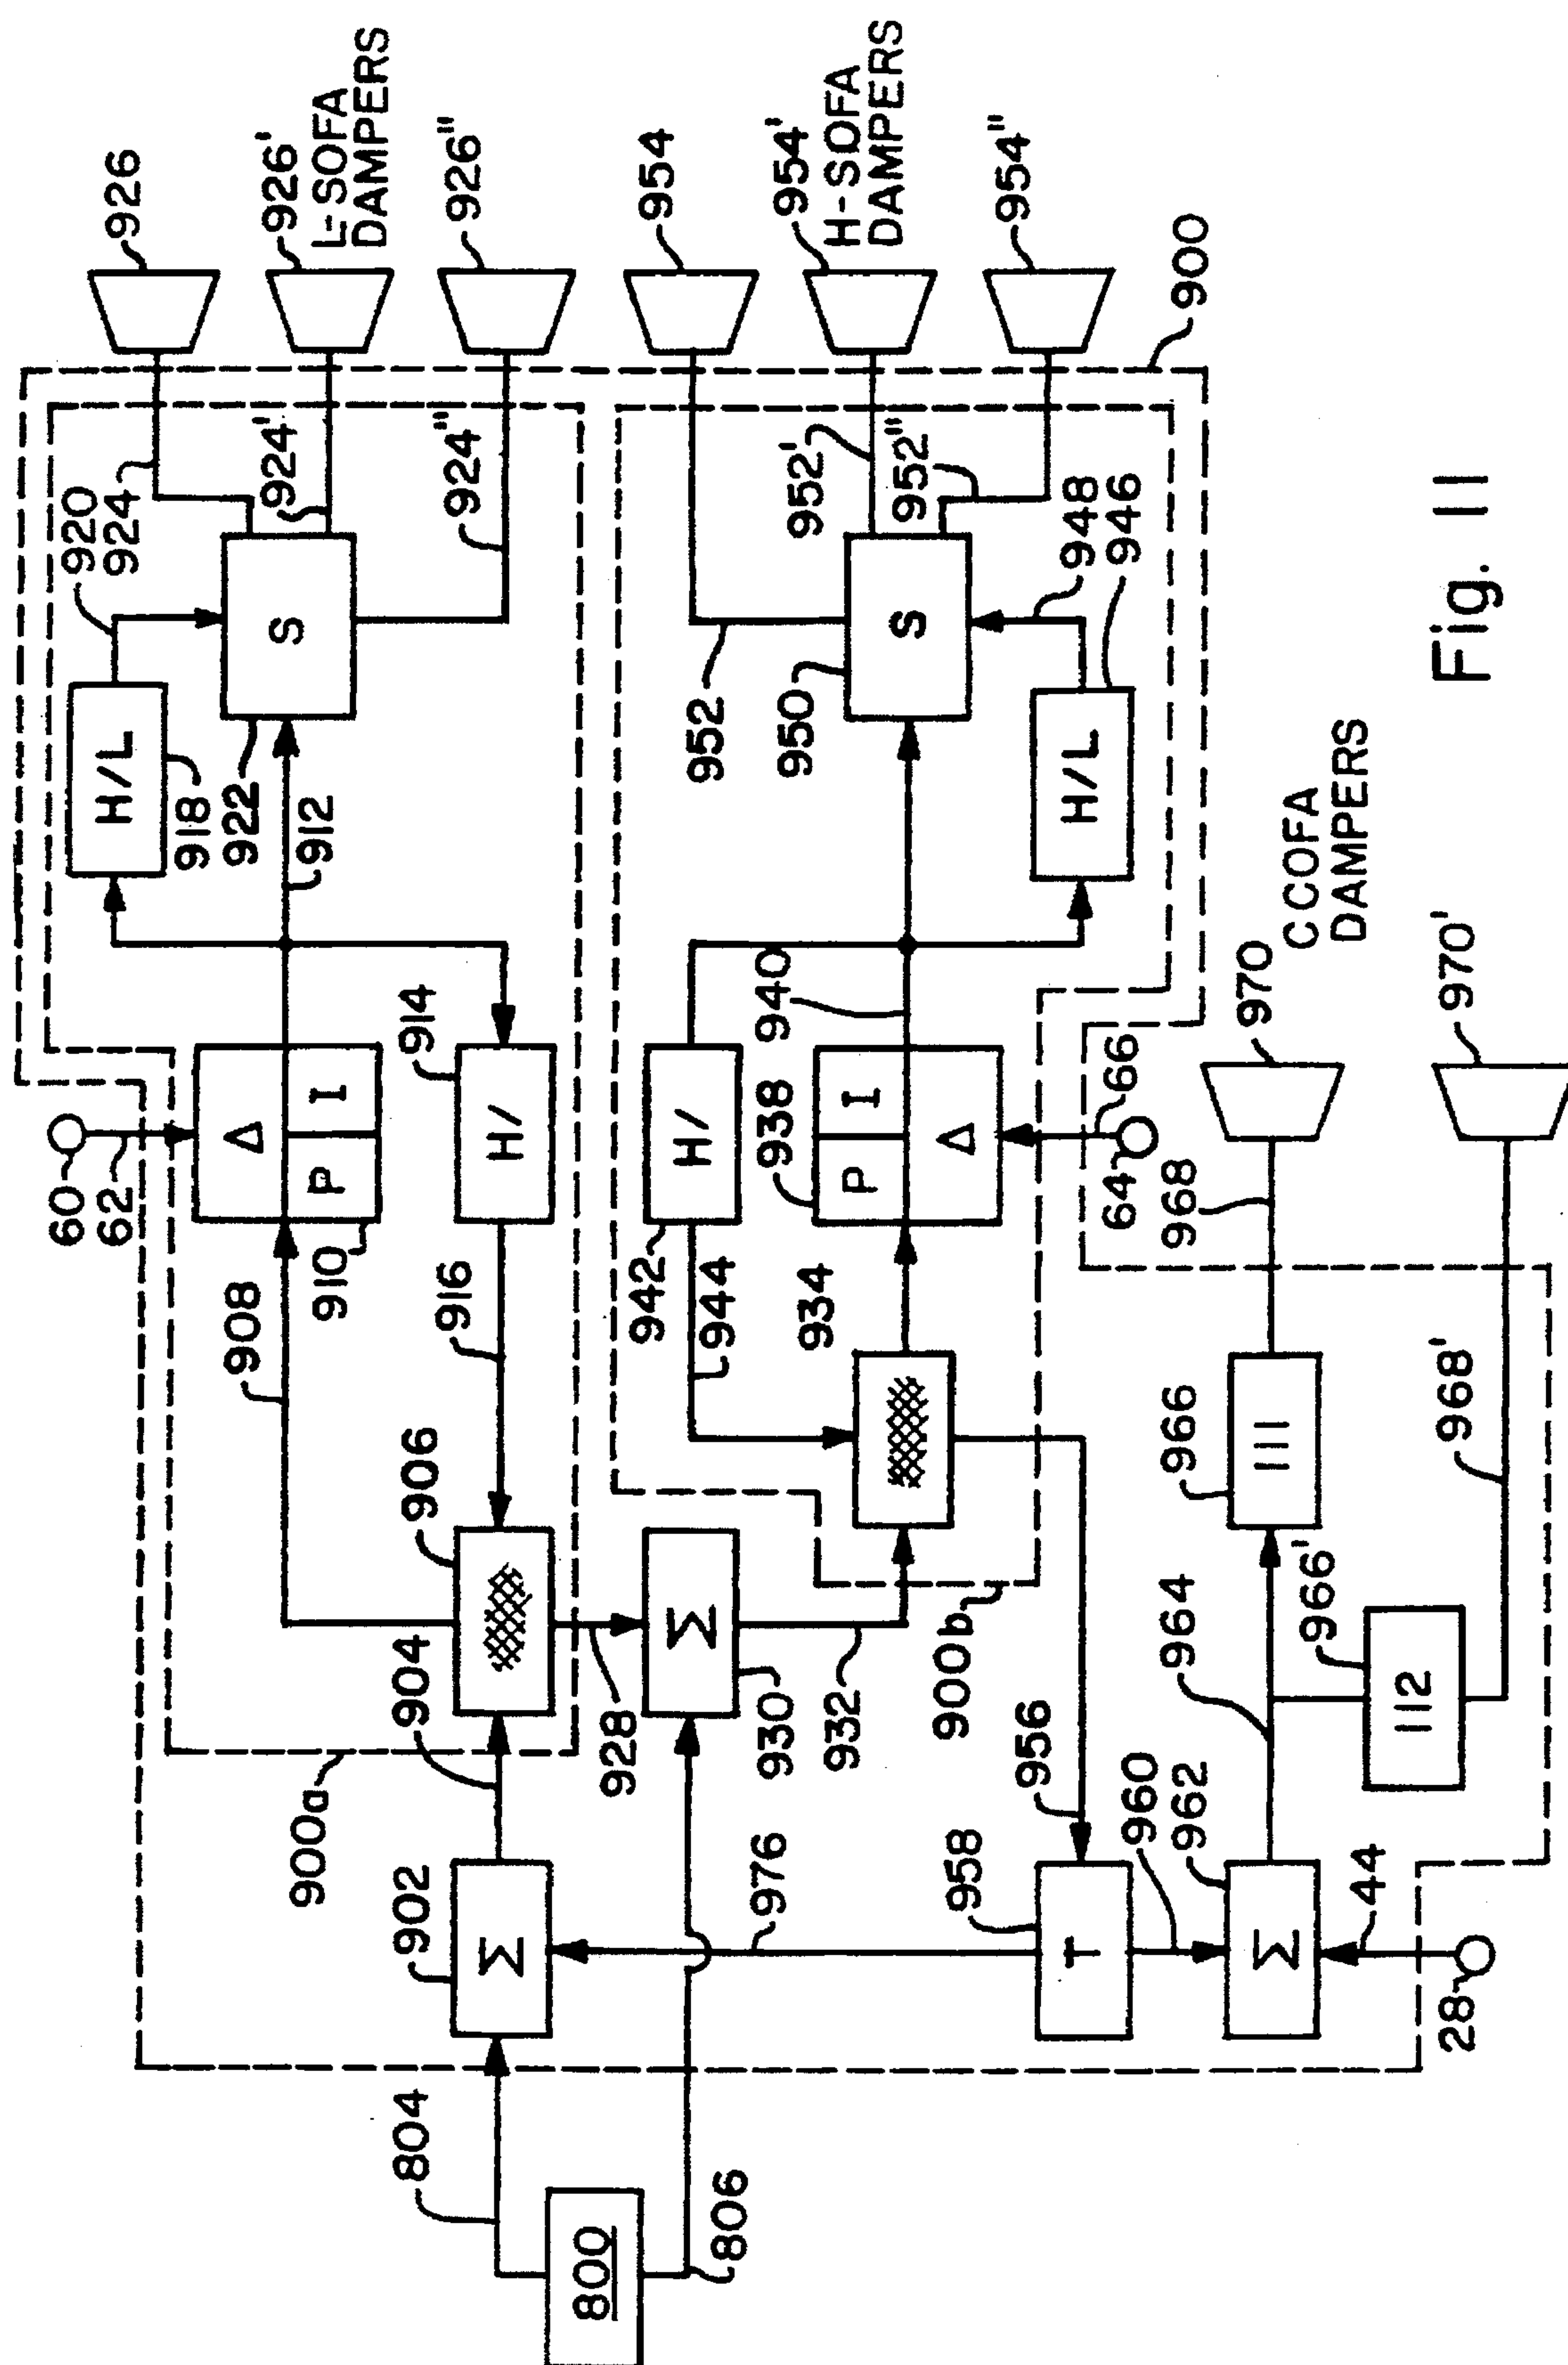 926
926'
L-SOFA
DAMPERS
926"
954
954'
H-SOFA
DAMPERS
954"
900
920
924
924'
924"
S
H/L
918
922
912
952'
952"
948
946
S
950
952
H/L
CCOFA
DAMPERS
970
970'
60
62
Δ
P
I
910
914
H/
916
908
940
H/
942
944
938
P
I
Δ
66
64
934
968
968'
906
904
900a
Σ
928
930
932
900b
956
966
111
966'
112
964
902
Σ
976
958
T
960
962
Σ
44
28
804
806
800
Fig. 11